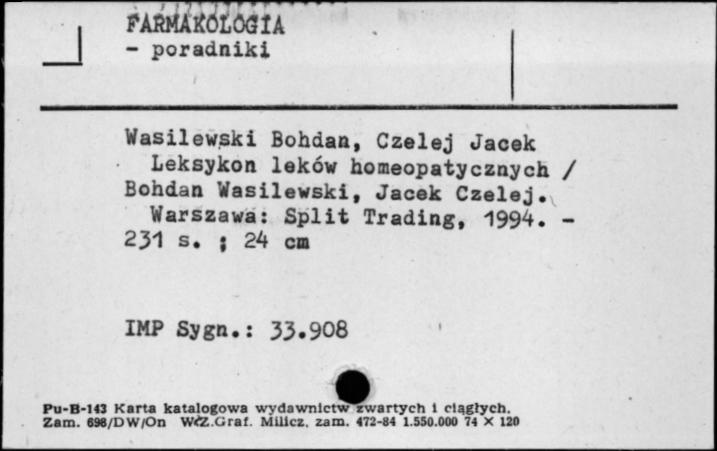 FARMAKOLOGIA
- poradniki
Wasilewski Bohdan, Czelej Jacek
Leksykon leków homeopatycznych /
Bohdan Wasilewski, Jacek Czelej.
Warszawa: Split Trading, 1994. -
231 s. ; 24 cm
IMP Sygn.: 33.908
Pu-B-143 Karta katalogowa wydawnictw zwartych i ciągłych.
Zam. 698/DW/On WZ.Graf. Milicz, zam. 472-84 1.550.000 74 × 120